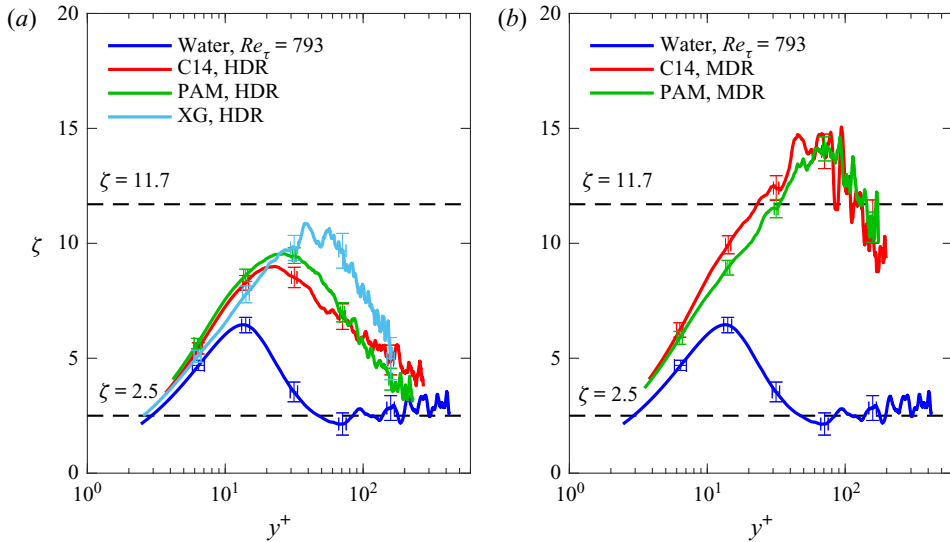 (a)
Water, Re_τ = 793
C14, HDR
PAM, HDR
XG, HDR
20
15
10
5
0
ζ
ζ = 11.7
ζ = 2.5
10^0
10^1
10^2
y^+
(b)
Water, Re_τ = 793
C14, MDR
PAM, MDR
20
15
10
5
0
ζ = 11.7
ζ = 2.5
10^0
10^1
10^2
y^+